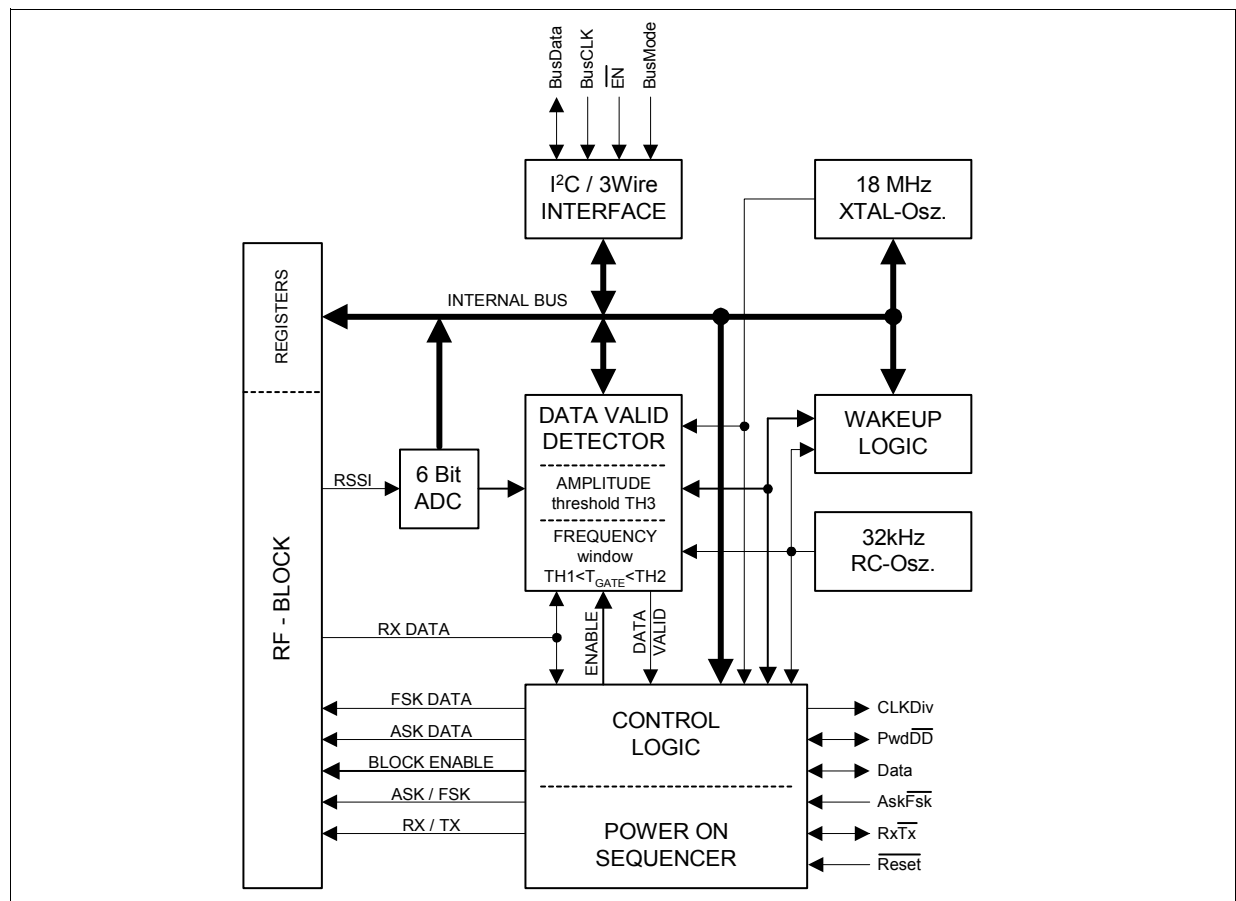 BusData
BusCLK
EN
BusMode
I²C / 3Wire
INTERFACE
18 MHz
XTAL-Osz.
REGISTERS
INTERNAL BUS
DATA VALID
DETECTOR
WAKEUP
LOGIC
RSSI
6 Bit
ADC
AMPLITUDE
threshold TH3
FREQUENCY
window
TH1<T_GATE<TH2
32kHz
RC-Osz.
RF - BLOCK
RX DATA
ENABLE
DATA
VALID
FSK DATA
ASK DATA
BLOCK ENABLE
ASK / FSK
RX / TX
CONTROL
LOGIC
POWER ON
SEQUENCER
CLKDiv
PwdDD
Data
AskFsk
RxTx
Reset